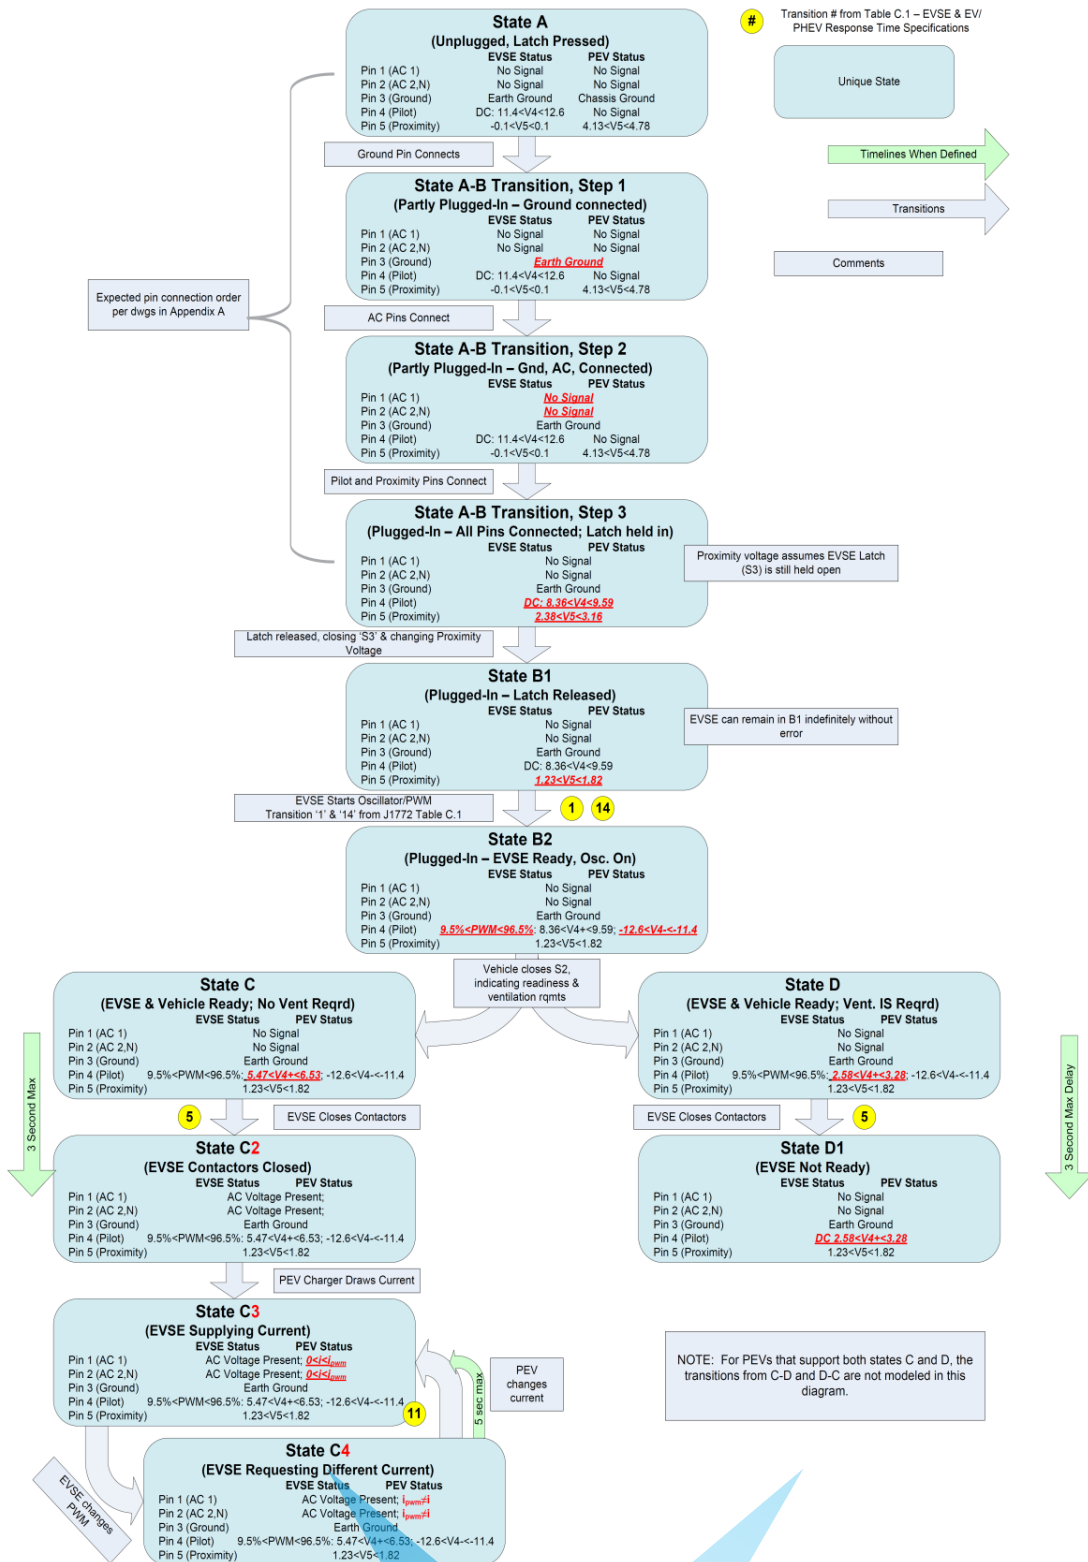 State A
(Unplugged, Latch Pressed)
EVSE Status PEV Status
Pin 1 (AC 1) No Signal No Signal
Pin 2 (AC 2,N) No Signal No Signal
Pin 3 (Ground) Earth Ground Chassis Ground
Pin 4 (Pilot) DC: 11.4<V4<12.6 No Signal
Pin 5 (Proximity) -0.1<V5<0.1 4.13<V5<4.78
#
Transition # from Table C.1 – EVSE & EV/
PHEV Response Time Specifications
Unique State
Timelines When Defined
Transitions
Comments
Ground Pin Connects
State A-B Transition, Step 1
(Partly Plugged-In – Ground connected)
EVSE Status PEV Status
Pin 1 (AC 1) No Signal No Signal
Pin 2 (AC 2,N) No Signal No Signal
Pin 3 (Ground) Earth Ground
Pin 4 (Pilot) DC: 11.4<V4<12.6 No Signal
Pin 5 (Proximity) -0.1<V5<0.1 4.13<V5<4.78
Expected pin connection order
per dwgs in Appendix A
AC Pins Connect
State A-B Transition, Step 2
(Partly Plugged-In – Gnd, AC, Connected)
EVSE Status PEV Status
Pin 1 (AC 1) No Signal
Pin 2 (AC 2,N) No Signal
Pin 3 (Ground) Earth Ground
Pin 4 (Pilot) DC: 11.4<V4<12.6 No Signal
Pin 5 (Proximity) -0.1<V5<0.1 4.13<V5<4.78
Pilot and Proximity Pins Connect
State A-B Transition, Step 3
(Plugged-In – All Pins Connected; Latch held in)
EVSE Status PEV Status
Pin 1 (AC 1) No Signal
Pin 2 (AC 2,N) No Signal
Pin 3 (Ground) Earth Ground
Pin 4 (Pilot) DC: 8.36<V4<9.59
Pin 5 (Proximity) 2.38<V5<3.16
Proximity voltage assumes EVSE Latch
(S3) is still held open
Latch released, closing 'S3' & changing Proximity
Voltage
State B1
(Plugged-In – Latch Released)
EVSE Status PEV Status
Pin 1 (AC 1) No Signal
Pin 2 (AC 2,N) No Signal
Pin 3 (Ground) Earth Ground
Pin 4 (Pilot) DC: 8.36<V4<9.59
Pin 5 (Proximity) 1.23<V5<1.82
EVSE can remain in B1 indefinitely without
error
EVSE Starts Oscillator/PWM
Transition '1' & '14' from J1772 Table C.1
1 14
State B2
(Plugged-In – EVSE Ready, Osc. On)
EVSE Status PEV Status
Pin 1 (AC 1) No Signal
Pin 2 (AC 2,N) No Signal
Pin 3 (Ground) Earth Ground
Pin 4 (Pilot) 9.5%<PWM<96.5%: 8.36<V4+<9.59; -12.6<V4-<-11.4
Pin 5 (Proximity) 1.23<V5<1.82
Vehicle closes S2,
indicating readiness &
ventilation rqmts
State C
(EVSE & Vehicle Ready; No Vent Reqrd)
EVSE Status PEV Status
Pin 1 (AC 1) No Signal
Pin 2 (AC 2,N) No Signal
Pin 3 (Ground) Earth Ground
Pin 4 (Pilot) 9.5%<PWM<96.5%: 5.47<V4+<6.53; -12.6<V4-<-11.4
Pin 5 (Proximity) 1.23<V5<1.82
State D
(EVSE & Vehicle Ready; Vent. IS Reqrd)
EVSE Status PEV Status
Pin 1 (AC 1) No Signal
Pin 2 (AC 2,N) No Signal
Pin 3 (Ground) Earth Ground
Pin 4 (Pilot) 9.5%<PWM<96.5%: 2.58<V4+<3.28; -12.6<V4-<-11.4
Pin 5 (Proximity) 1.23<V5<1.82
3 Second Max
5
EVSE Closes Contactors
EVSE Closes Contactors
5
3 Second Max Delay
State C2
(EVSE Contactors Closed)
EVSE Status PEV Status
Pin 1 (AC 1) AC Voltage Present;
Pin 2 (AC 2,N) AC Voltage Present;
Pin 3 (Ground) Earth Ground
Pin 4 (Pilot) 9.5%<PWM<96.5%: 5.47<V4+<6.53; -12.6<V4-<-11.4
Pin 5 (Proximity) 1.23<V5<1.82
State D1
(EVSE Not Ready)
EVSE Status PEV Status
Pin 1 (AC 1) No Signal
Pin 2 (AC 2,N) No Signal
Pin 3 (Ground) Earth Ground
Pin 4 (Pilot) DC 2.58<V4+<3.28
Pin 5 (Proximity) 1.23<V5<1.82
PEV Charger Draws Current
State C3
(EVSE Supplying Current)
EVSE Status PEV Status
Pin 1 (AC 1) AC Voltage Present; 0<i<ipwm
Pin 2 (AC 2,N) AC Voltage Present; 0<i<ipwm
Pin 3 (Ground) Earth Ground
Pin 4 (Pilot) 9.5%<PWM<96.5%: 5.47<V4+<6.53; -12.6<V4-<-11.4
Pin 5 (Proximity) 1.23<V5<1.82
11
5 sec max
PEV
changes
current
NOTE: For PEVs that support both states C and D, the
transitions from C-D and D-C are not modeled in this
diagram.
EVSE changes
PWM
State C4
(EVSE Requesting Different Current)
EVSE Status PEV Status
Pin 1 (AC 1) AC Voltage Present; ipwm≠i
Pin 2 (AC 2,N) AC Voltage Present; ipwm≠i
Pin 3 (Ground) Earth Ground
Pin 4 (Pilot) 9.5%<PWM<96.5%: 5.47<V4+<6.53; -12.6<V4-<-11.4
Pin 5 (Proximity) 1.23<V5<1.82